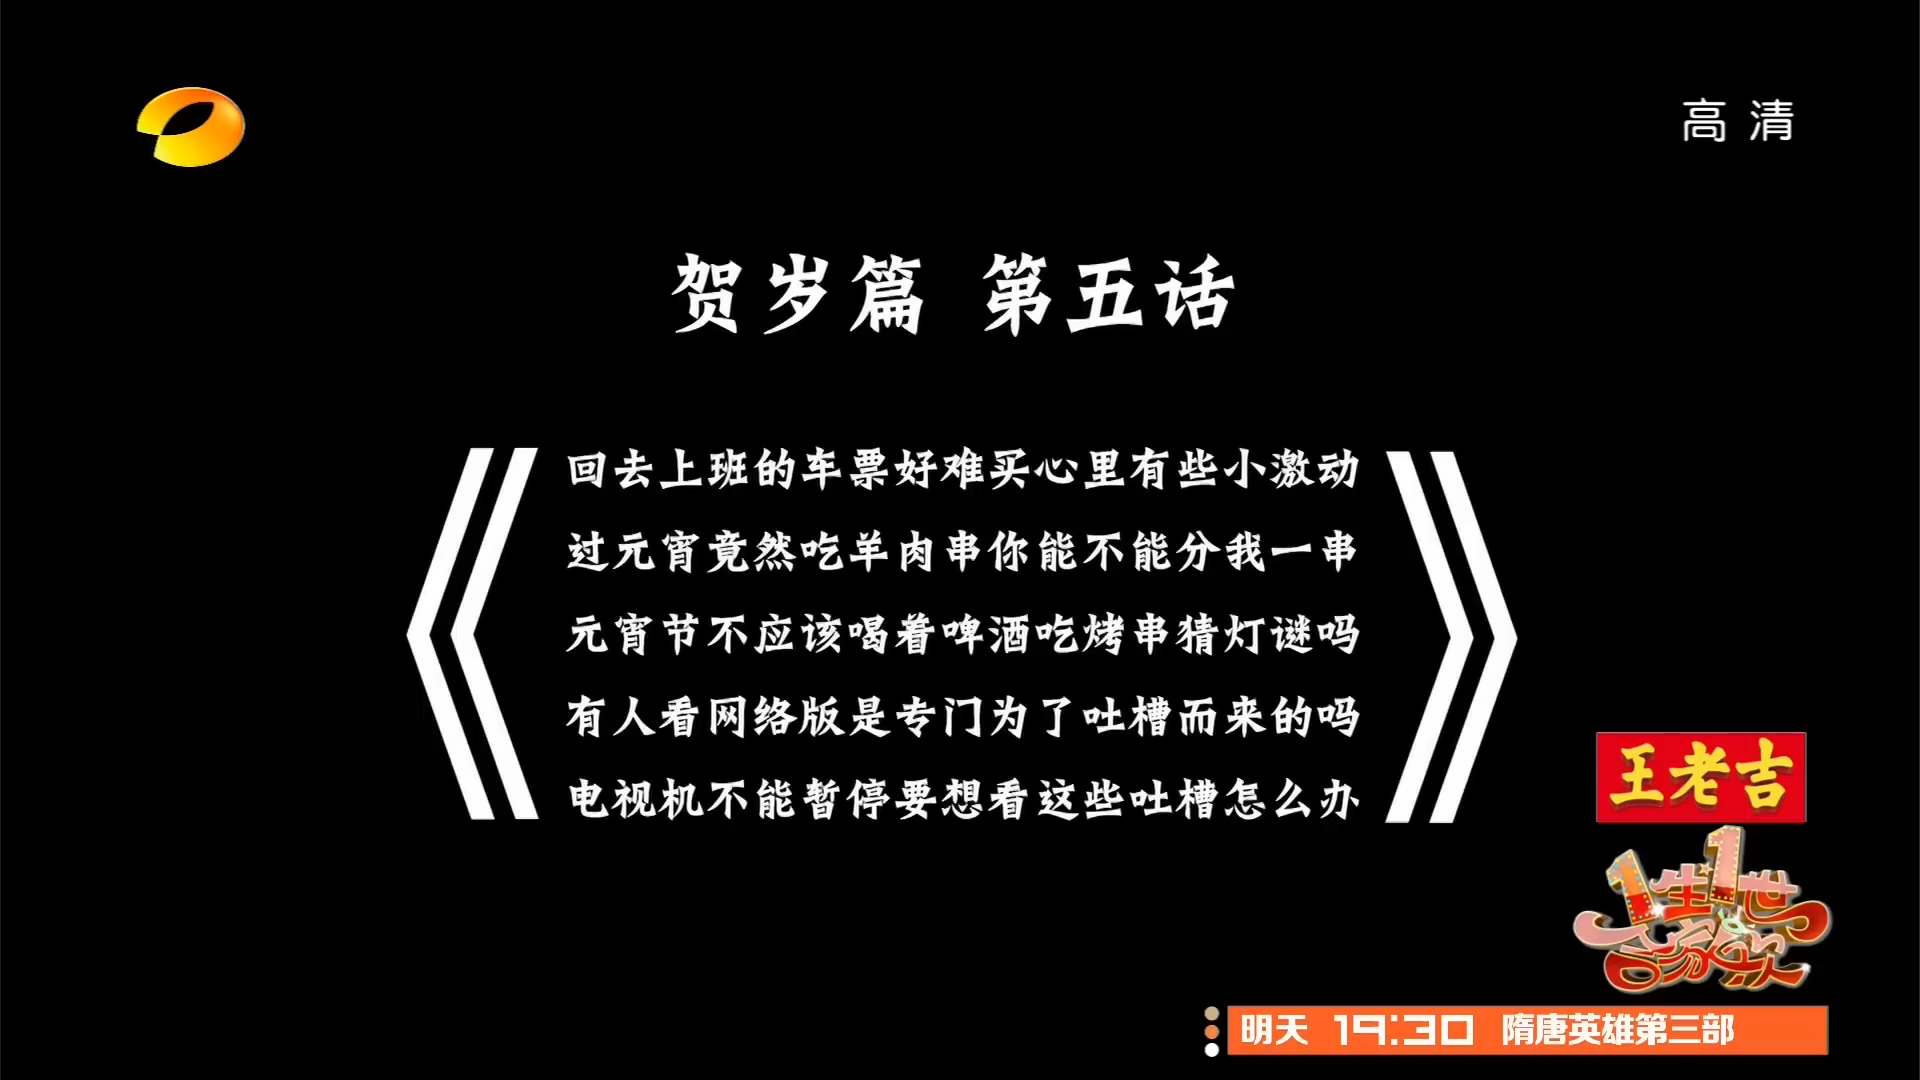 高清
贺岁篇 第五话
回去上班的车票好难买心里有些小激动
过元宵竟然吃羊肉串你能不能分我一串
元宵节不应该喝着啤酒吃烤串猜灯谜吗
有人看网络版是专门为了吐槽而来的吗
电视机不能暂停要想看这些吐槽怎么办
王老吉
1生1世
合家欢
明天 19:30 隋唐英雄第三部